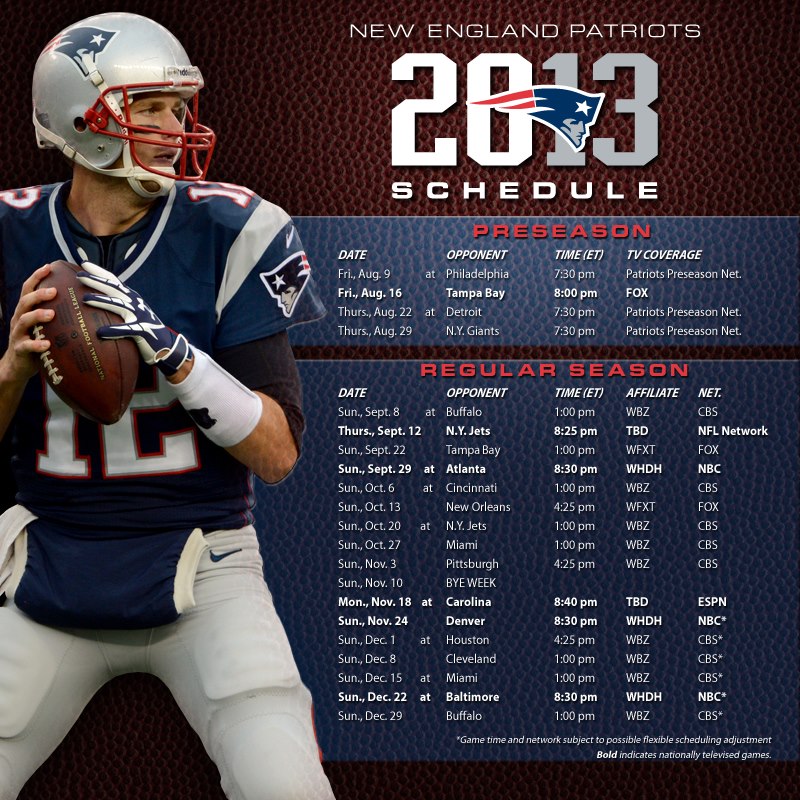 NEW ENGLAND PATRIOTS
2013
SCHEDULE
PRESEASON
DATE OPPONENT TIME (ET) TV COVERAGE
Fri., Aug. 9 at Philadelphia 7:30 pm Patriots Preseason Net.
Fri., Aug. 16 Tampa Bay 8:00 pm FOX
Thurs., Aug. 22 at Detroit 7:30 pm Patriots Preseason Net.
Thurs., Aug. 29 N.Y. Giants 7:30 pm Patriots Preseason Net.
REGULAR SEASON
DATE OPPONENT TIME (ET) AFFILIATE NET.
Sun., Sept. 8 at Buffalo 1:00 pm WBZ CBS
Thurs., Sept. 12 N.Y. Jets 8:25 pm TBD NFL Network
Sun., Sept. 22 Tampa Bay 1:00 pm WFXT FOX
Sun., Sept. 29 at Atlanta 8:30 pm WHDH NBC
Sun., Oct. 6 at Cincinnati 1:00 pm WBZ CBS
Sun., Oct. 13 New Orleans 4:25 pm WFXT FOX
Sun., Oct. 20 at N.Y. Jets 1:00 pm WBZ CBS
Sun., Oct. 27 Miami 1:00 pm WBZ CBS
Sun., Nov. 3 Pittsburgh 4:25 pm WBZ CBS
Sun., Nov. 10 BYE WEEK
Mon., Nov. 18 at Carolina 8:40 pm TBD ESPN
Sun., Nov. 24 Denver 8:30 pm WHDH NBC*
Sun., Dec. 1 at Houston 4:25 pm WBZ CBS*
Sun., Dec. 8 Cleveland 1:00 pm WBZ CBS*
Sun., Dec. 15 at Miami 1:00 pm WBZ CBS*
Sun., Dec. 22 at Baltimore 8:30 pm WHDH NBC*
Sun., Dec. 29 Buffalo 1:00 pm WBZ CBS*
*Game time and network subject to possible flexible scheduling adjustment
Bold indicates nationally televised games.
12
NATIONAL FOOTBALL LEAGUE